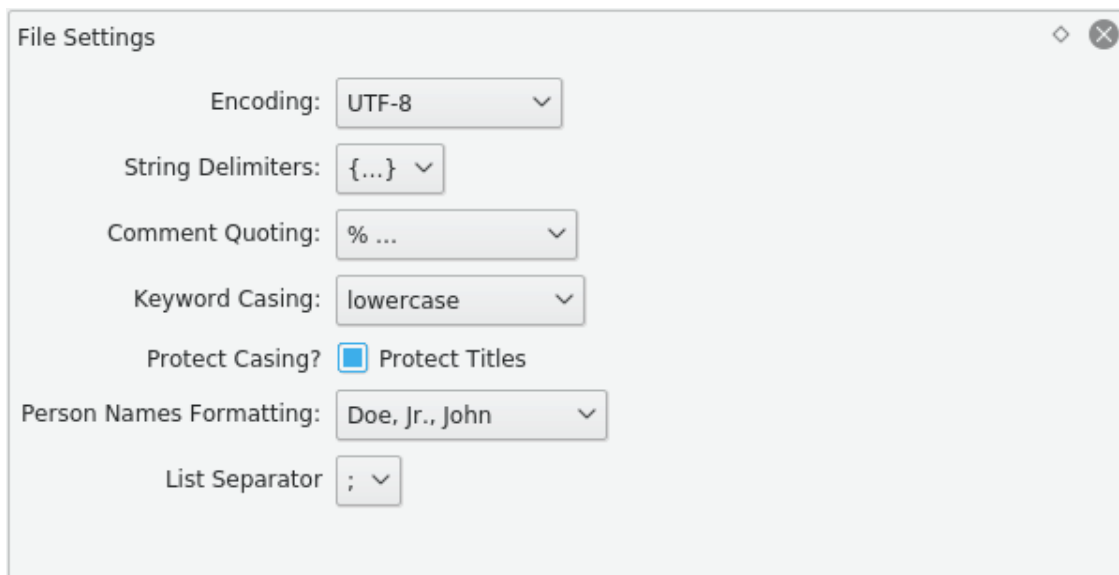 File Settings
Encoding: UTF-8
String Delimiters: {...}
Comment Quoting: % ...
Keyword Casing: lowercase
Protect Casing? Protect Titles
Person Names Formatting: Doe, Jr., John
List Separator ;